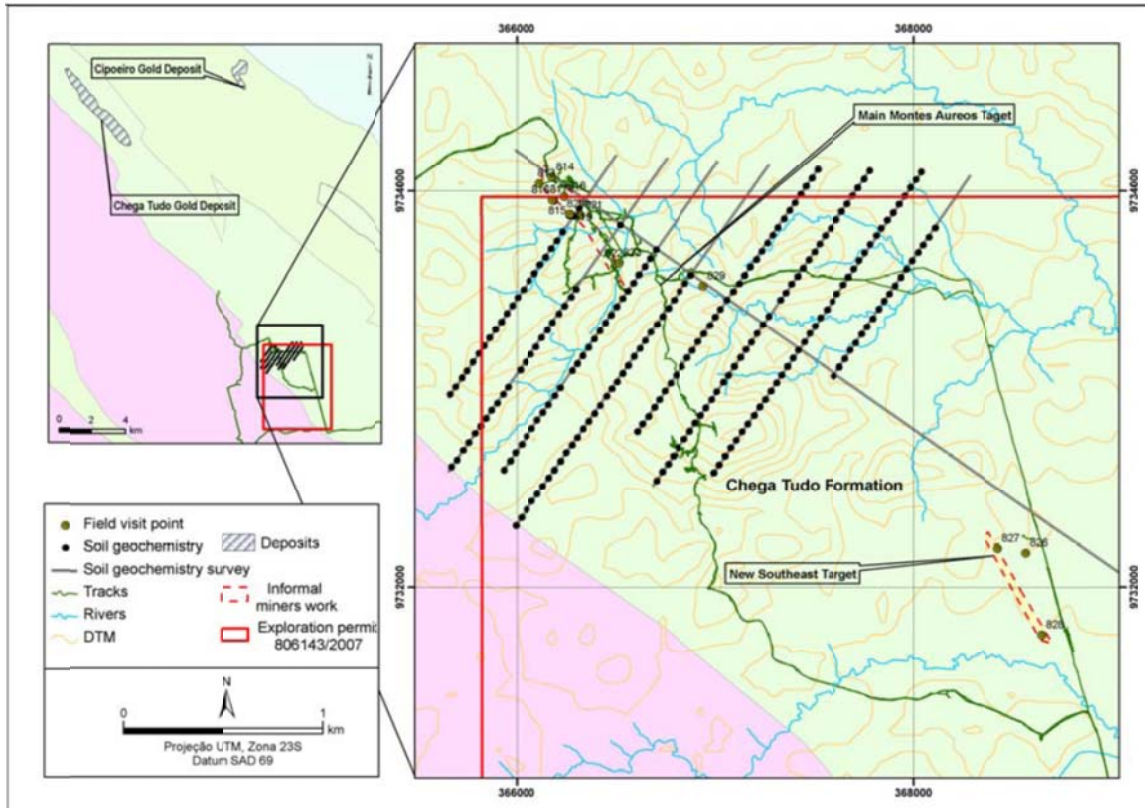 366000
368000
Cipoeiro Gold Deposit
Chega Tudo Gold Deposit
0 2 4
km
Main Montes Aureos Taget
9734000
9734000
814
815
829
Chega Tudo Formation
827
826
New Southeast Target
828
9732000
9732000
Field visit point
Soil geochemistry
Soil geochemistry survey
Tracks
Rivers
DTM
Deposits
Informal
miners work
Exploration permi
806143/2007
N
0 1
km
Projeção UTM, Zona 23S
Datum SAD 69
366000
368000